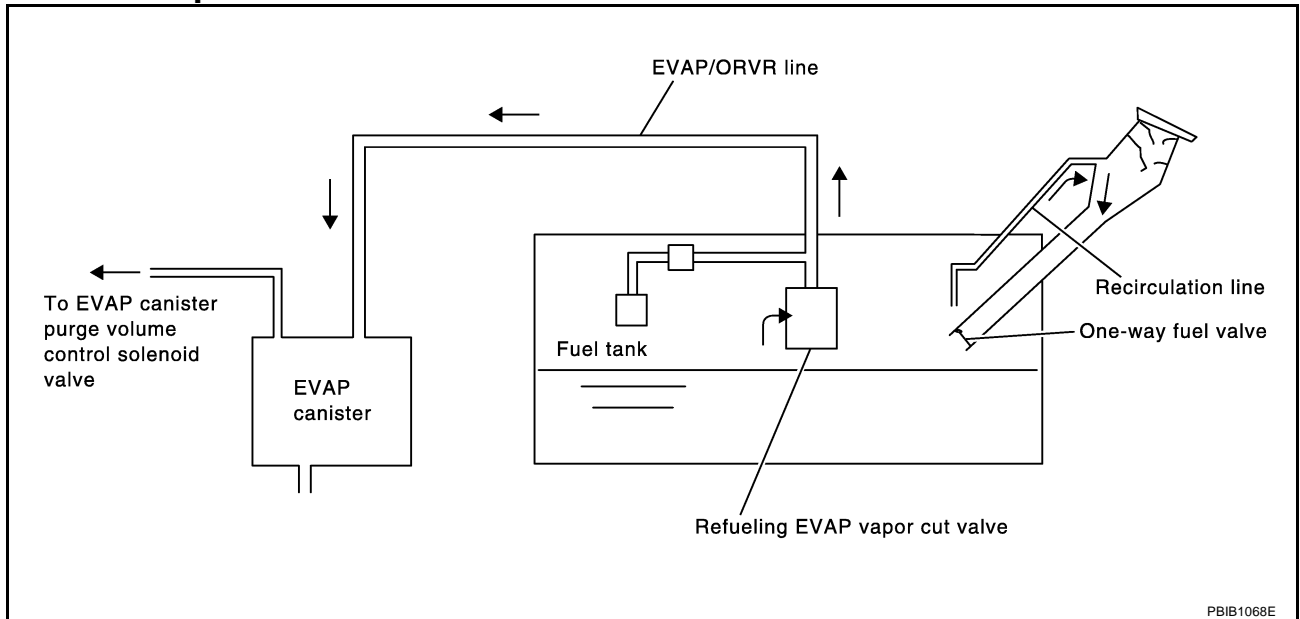 EVAP/ORVR line
To EVAP canister
purge volume
control solenoid
valve
EVAP
canister
Fuel tank
Recirculation line
One-way fuel valve
Refueling EVAP vapor cut valve
PBIB1068E